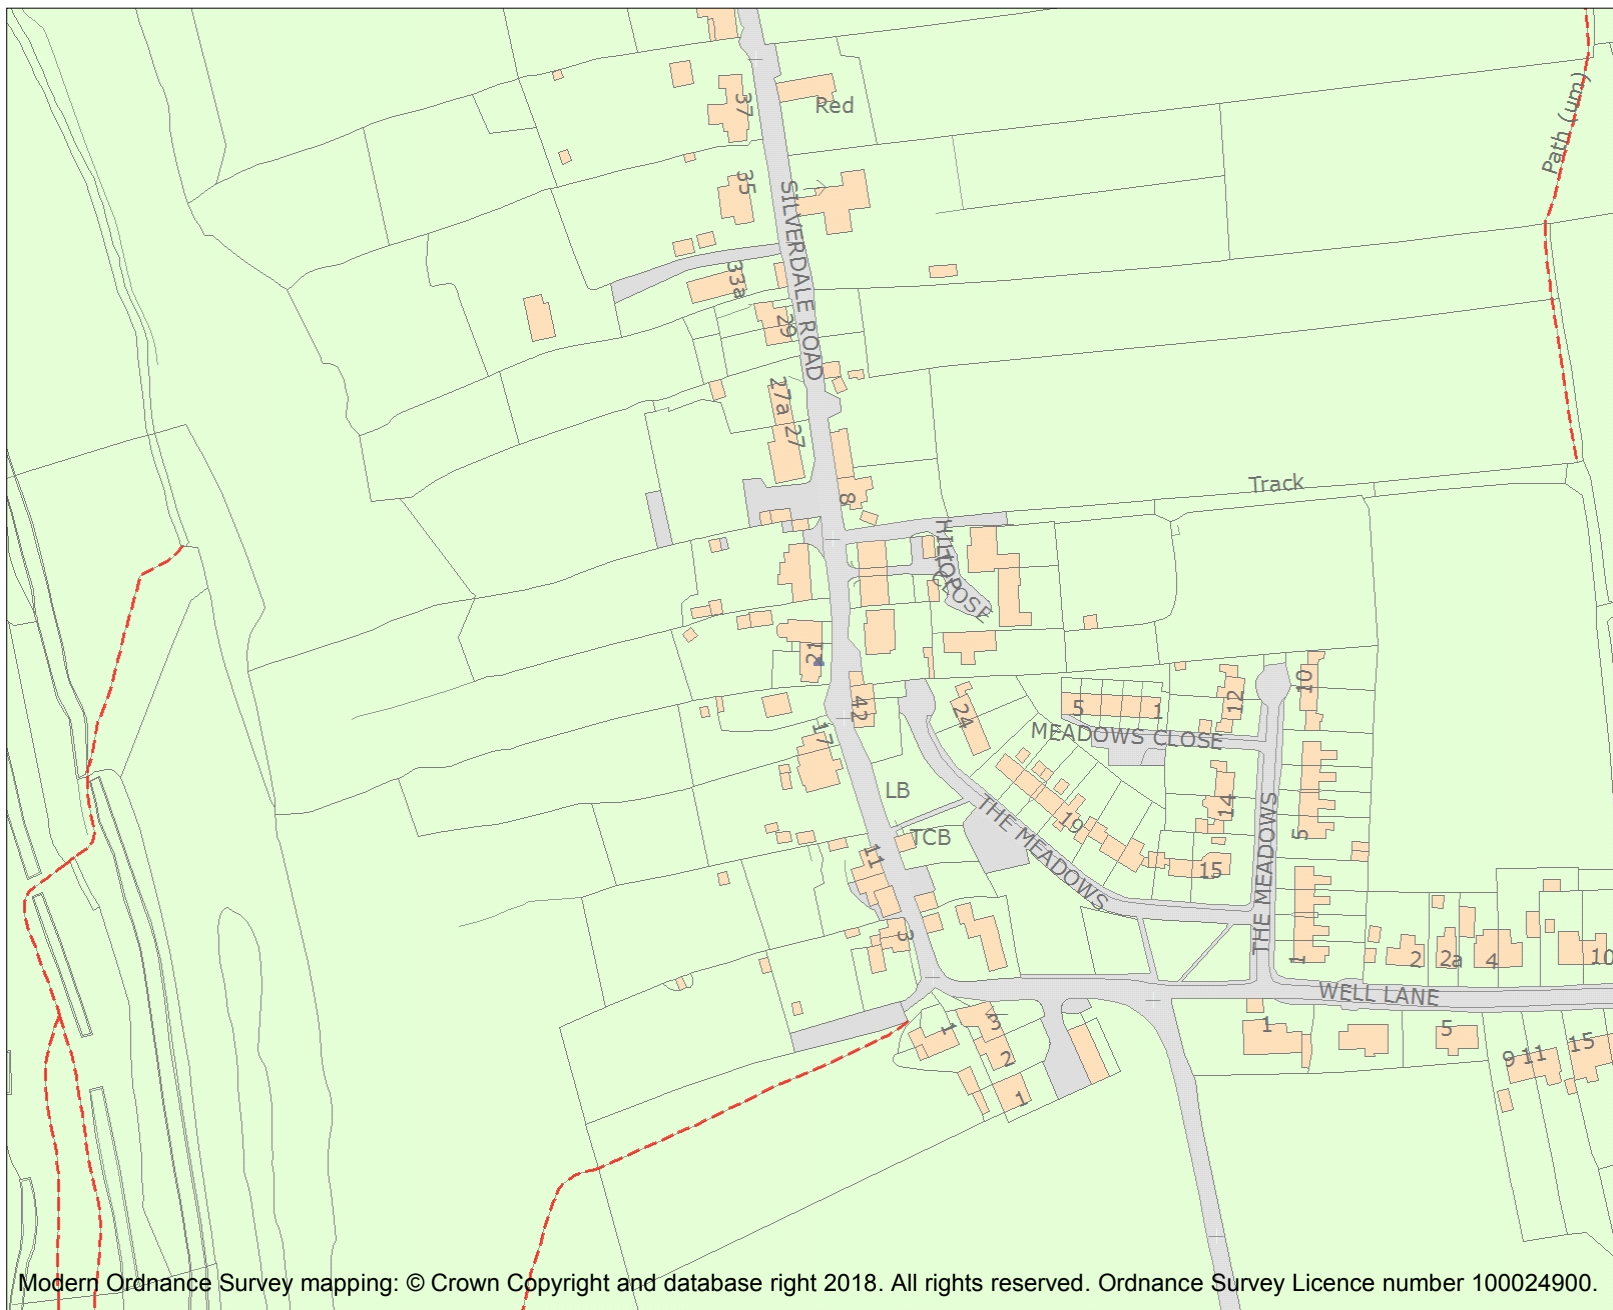 37
Red
Path (um)
35
SILVERDALE ROAD
33a
29
27a
27
Track
8
HILLTOP
CLOSE
21
42
24
5
1
12
10
MEADOWS CLOSE
17
LB
THE MEADOWS
19
14
THE MEADOWS
5
TCB
11
15
3
1
2
2a
4
10
WELL LANE
1
3
2
1
1
5
9
11
15
Modern Ordnance Survey mapping: © Crown Copyright and database right 2018. All rights reserved. Ordnance Survey Licence number 100024900.